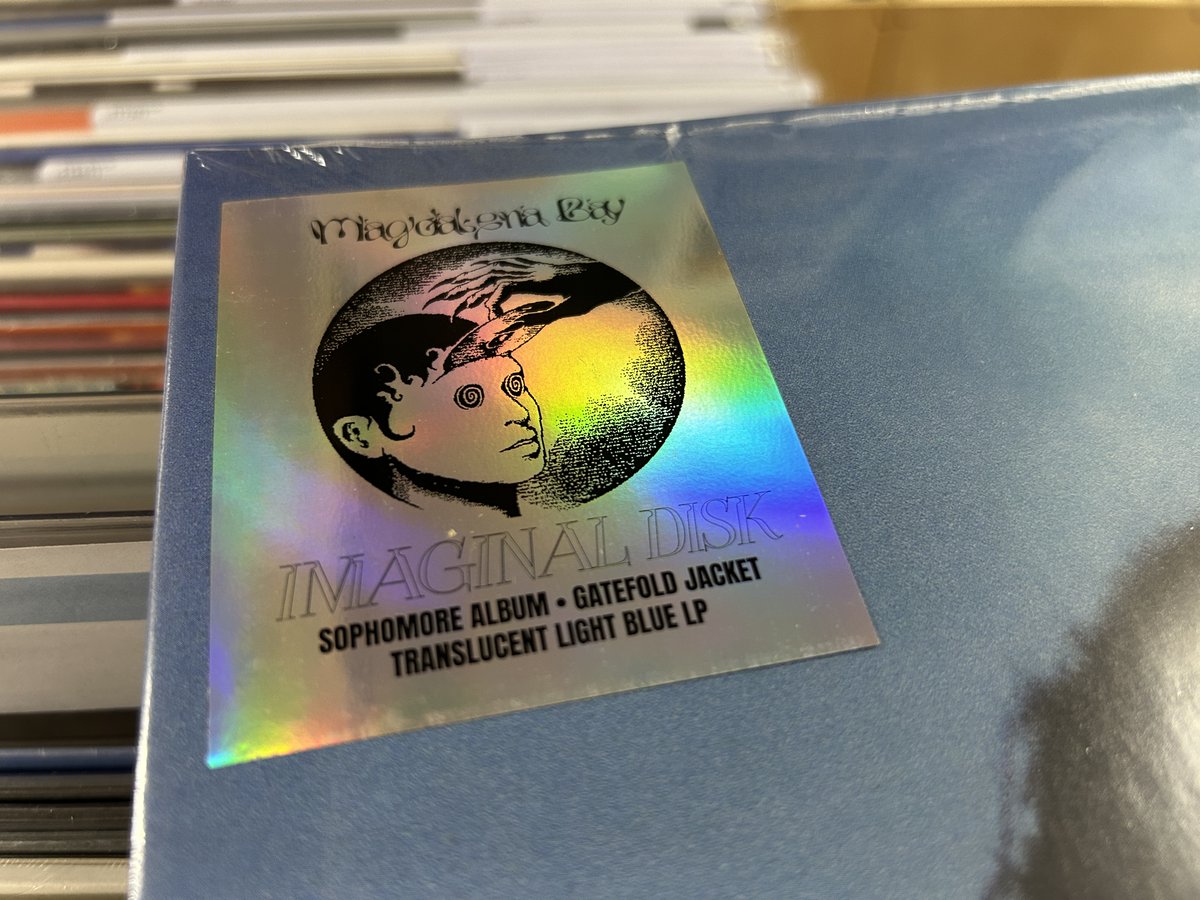 Magdalena Bay
IMAGINAL DISK
SOPHOMORE ALBUM • GATEFOLD JACKET
TRANSLUCENT LIGHT BLUE LP